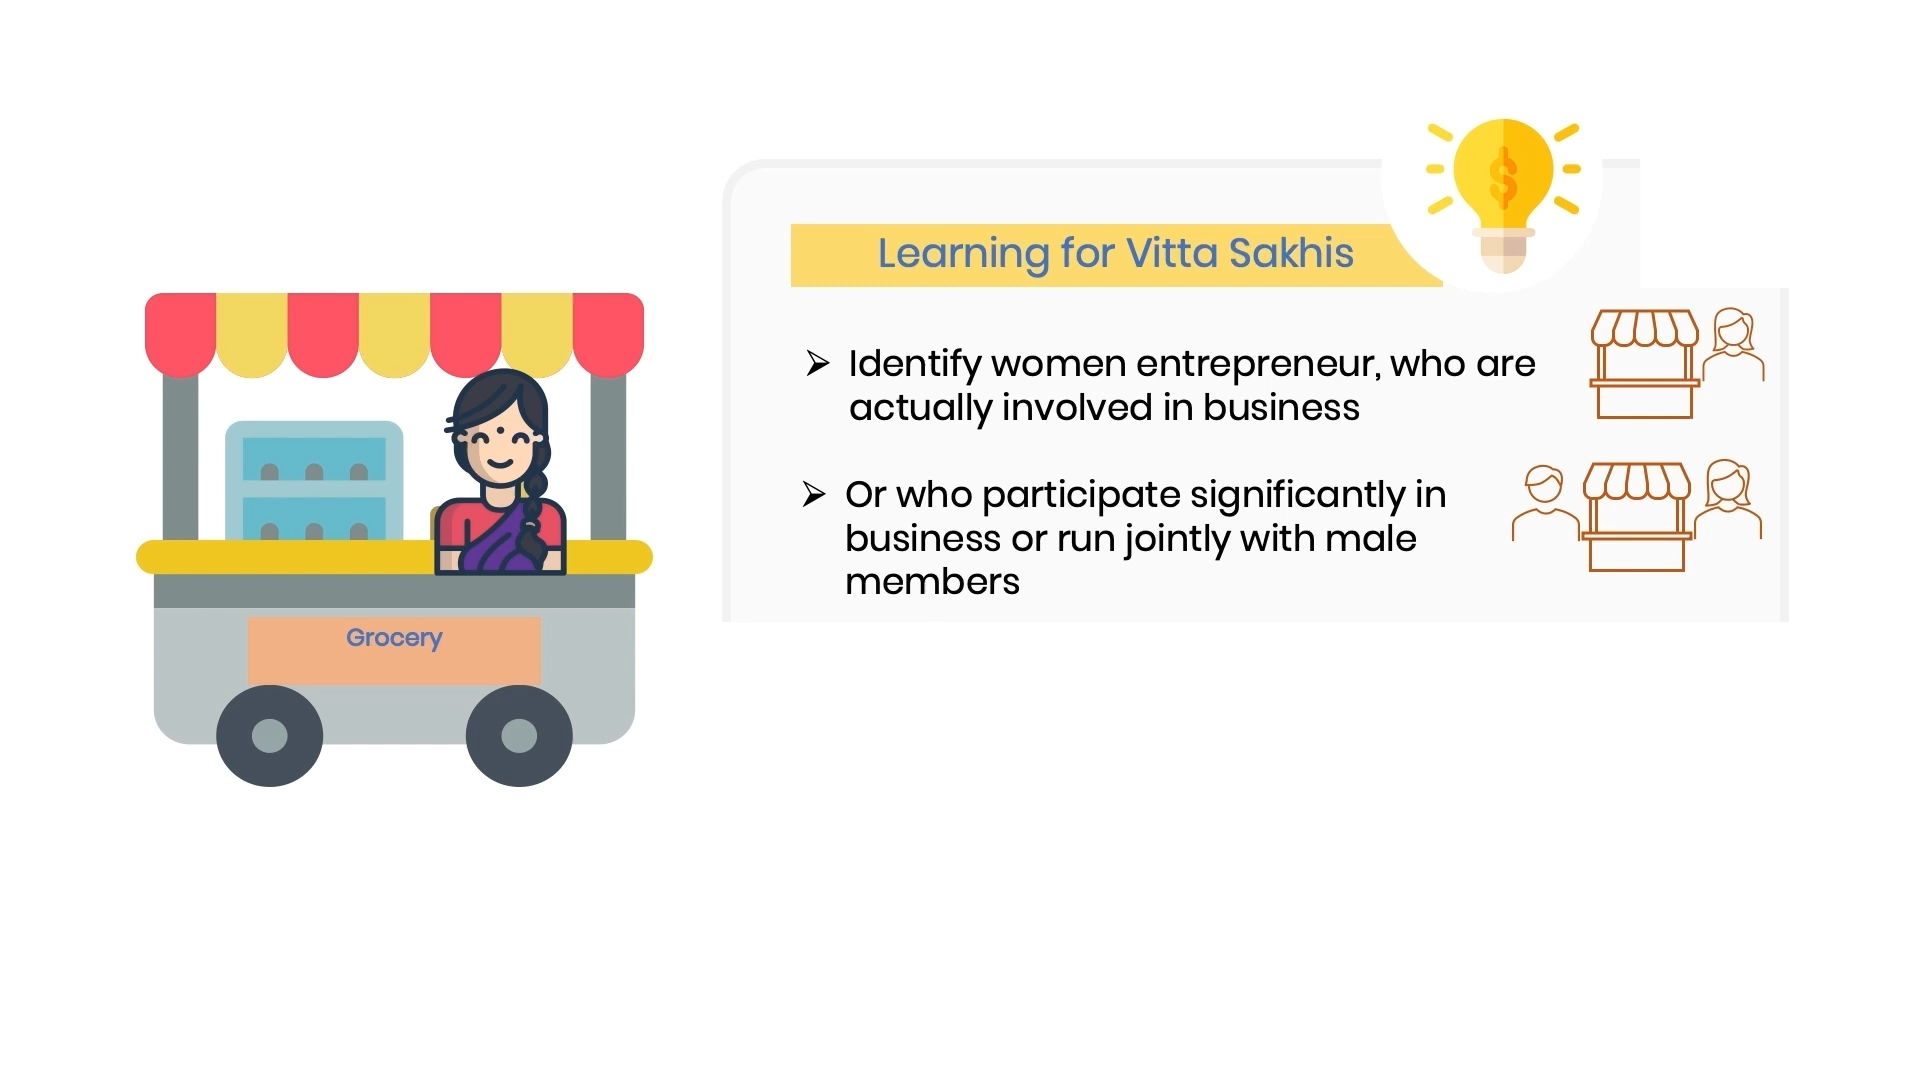 Learning for Vitta Sakhis
➢ Identify women entrepreneur, who are
actually involved in business
➢ Or who participate significantly in
business or run jointly with male
members
Grocery
$